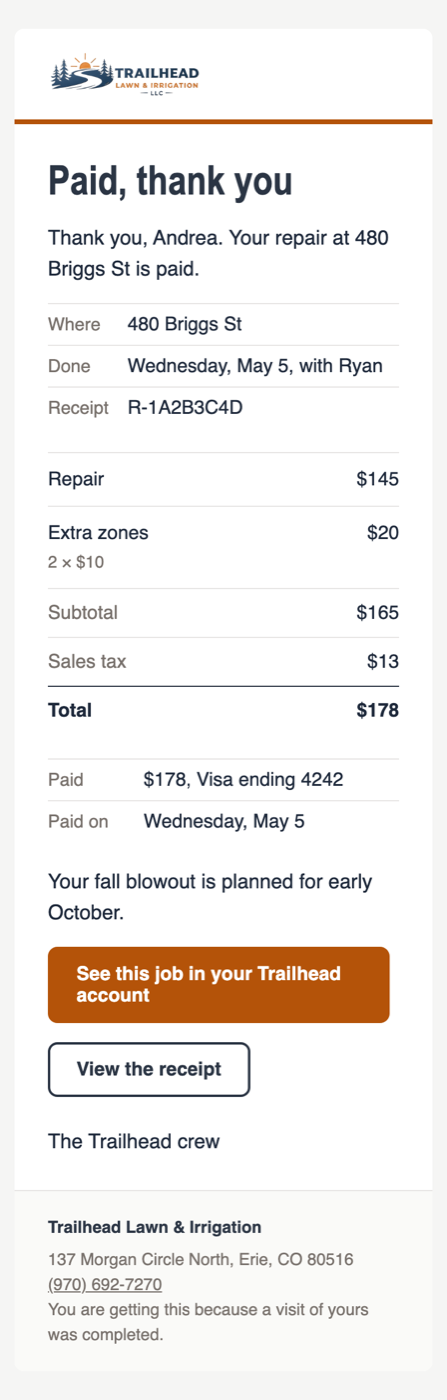 TRAILHEAD
LAWN & IRRIGATION
LLC
Paid, thank you
Thank you, Andrea. Your repair at 480
Briggs St is paid.
Where 480 Briggs St
Done Wednesday, May 5, with Ryan
Receipt R-1A2B3C4D
Repair $145
Extra zones $20
2 × $10
Subtotal $165
Sales tax $13
Total $178
Paid $178, Visa ending 4242
Paid on Wednesday, May 5
Your fall blowout is planned for early
October.
See this job in your Trailhead
account
View the receipt
The Trailhead crew
Trailhead Lawn & Irrigation
137 Morgan Circle North, Erie, CO 80516
(970) 692-7270
You are getting this because a visit of yours
was completed.